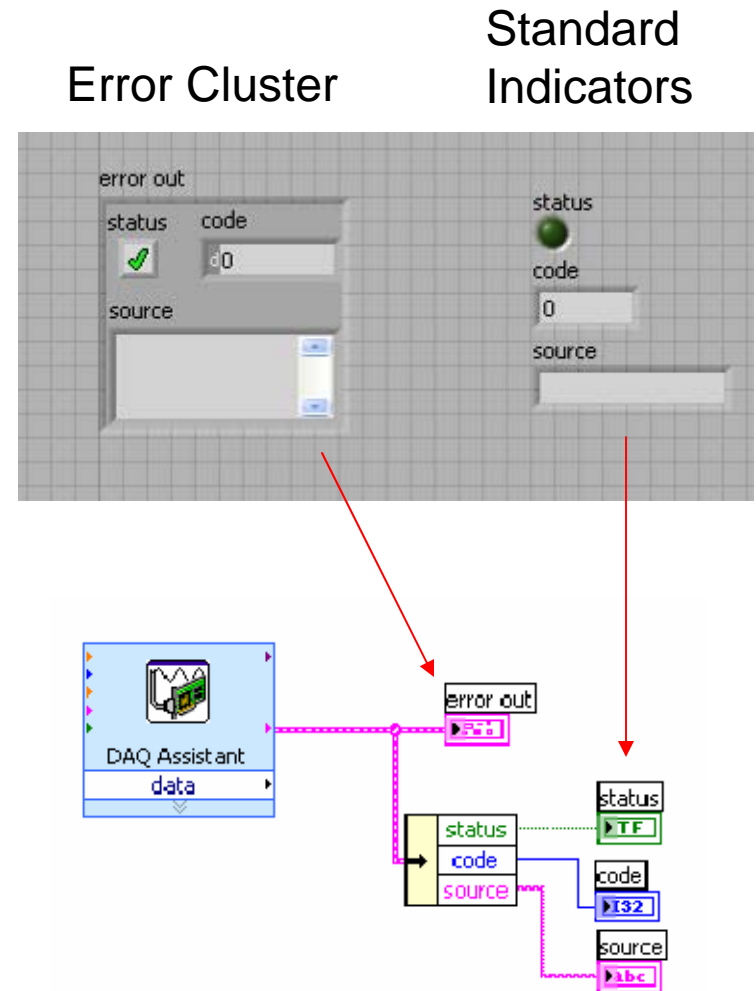 Standard
Error Cluster Indicators
error out
status code
d 0
source
status
code
0
source
DAQ Assistant
data
error out
status
code
source
status
TF
code
I32
source
abc